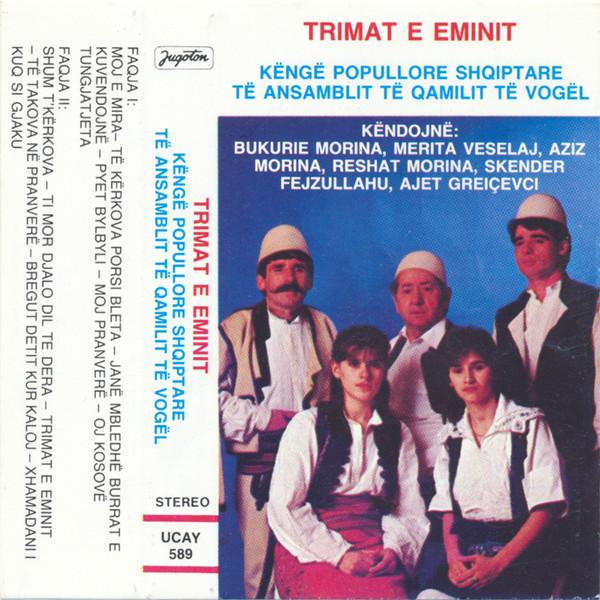 TRIMAT E EMINIT
KËNGË POPULLORE SHQIPTARE
TË ANSAMBLIT TË QAMILIT TË VOGËL
KËNDOJNË:
BUKURIE MORINA, MERITA VESELAJ, AZIZ
MORINA, RESHAT MORINA, SKENDER
FEJZULLAHU, AJET GREIÇEVCI
Jugoton
TRIMAT E EMINIT
KËNGË POPULLORE SHQIPTARE
TË ANSAMBLIT TË QAMILIT TË VOGËL
STEREO
UCAY
589
FAQJA I:
MOJ E MIRA– TË KËRKOVA PORSI BLETA – JANË MBLEDHË BURRAT E
KUVENDOJNË – PYET BYLBYLI – MOJ PRANVERË – OJ KOSOVË
TUNGJATJETA
FAQJA II:
SHUM T'KËRKOVA – TI MOR DJALO DIL TE DERA – TRIMAT E EMINIT
– TË TAKOVA NË PRANVERË – BREGUT DETIT KUR KALOJ – XHAMADANI I
KUQ SI GJAKU